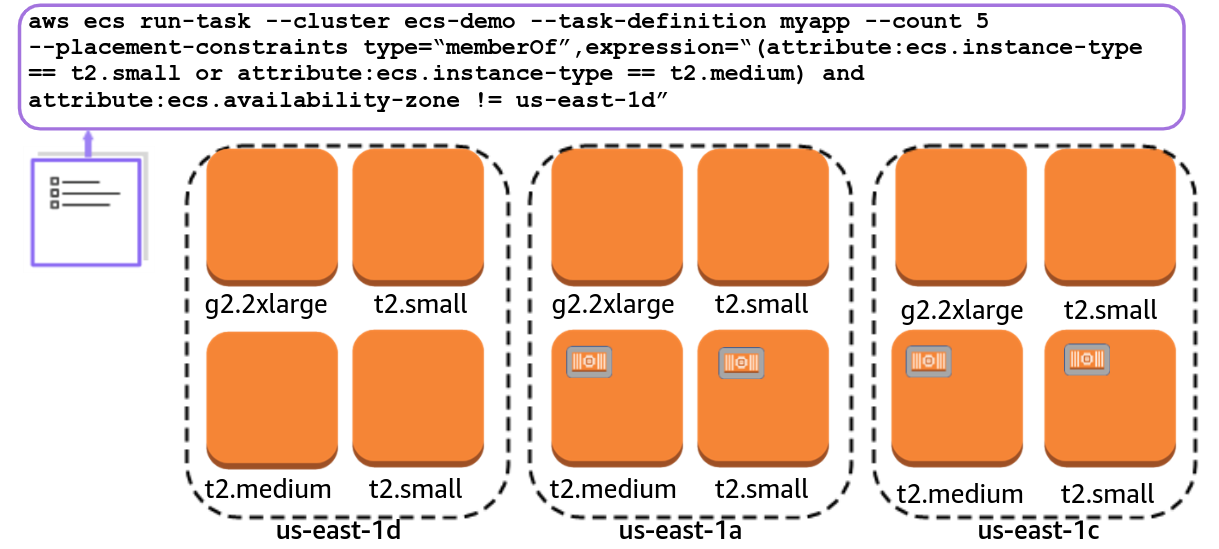 aws ecs run-task --cluster ecs-demo --task-definition myapp --count 5
--placement-constraints type=“memberOf”,expression=“(attribute:ecs.instance-type
== t2.small or attribute:ecs.instance-type == t2.medium) and
attribute:ecs.availability-zone != us-east-1d”
g2.2xlarge t2.small g2.2xlarge t2.small g2.2xlarge t2.small
t2.medium t2.small t2.medium t2.small t2.medium t2.small
us-east-1d us-east-1a us-east-1c